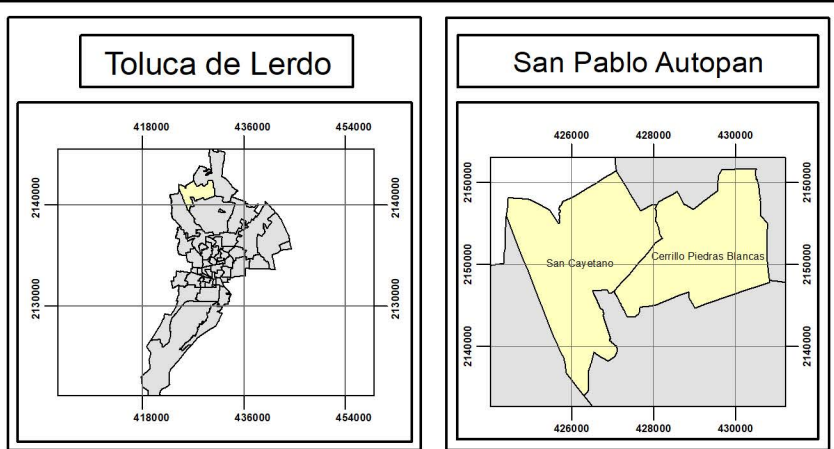 Toluca de Lerdo
418000 436000 454000
2140000 2140000
2130000 2130000
418000 436000 454000
San Pablo Autopan
426000 428000 430000
2150000 2150000
San Cayetano Cerrillo Piedras Blancas
2150000 2150000
2140000 2140000
426000 428000 430000